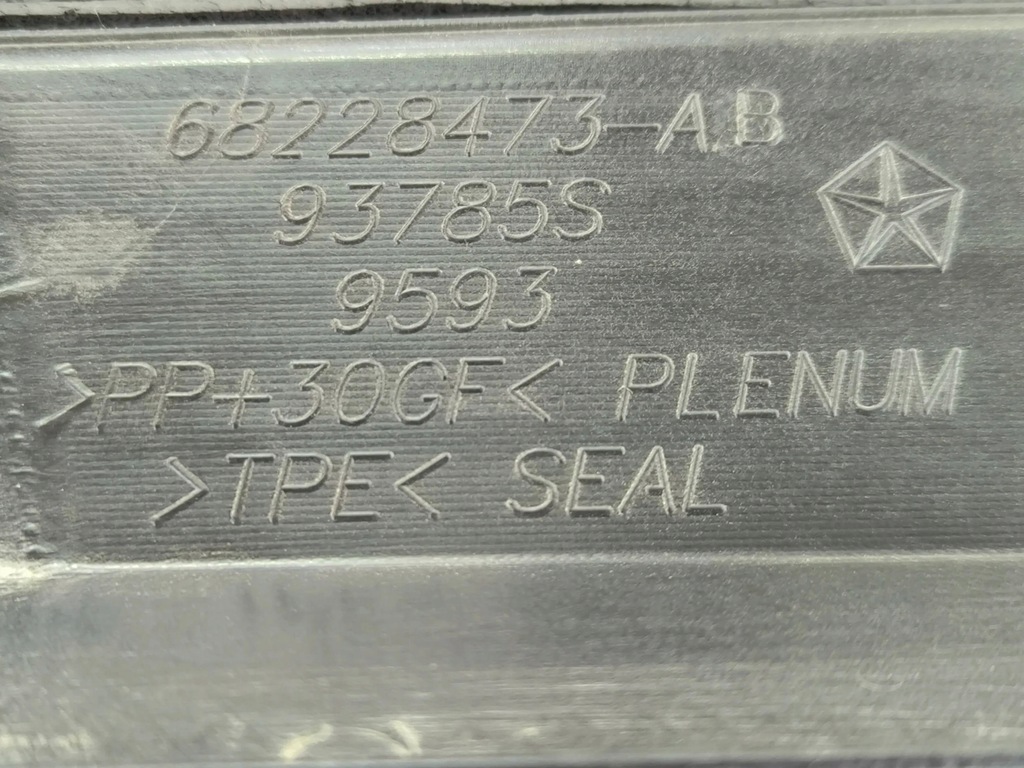 68228473-AB
93785S
9593
>PP+30GF< PLENUM
>TPE< SEAL